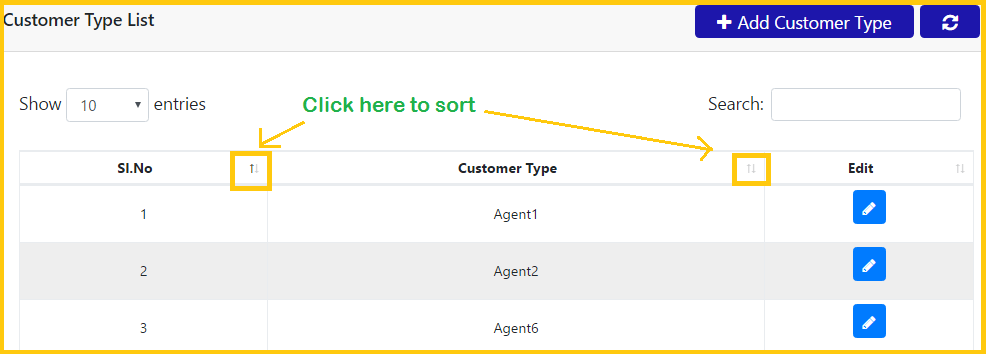 Customer Type List
Add Customer Type
Show 10 entries
Click here to sort
Search:
Sl.No Customer Type Edit
1 Agent1
2 Agent2
3 Agent6